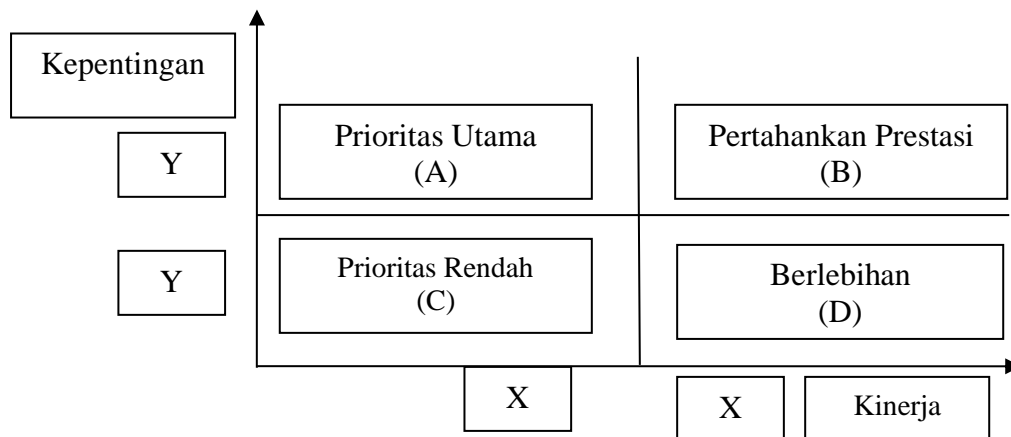 Kepentingan
Prioritas Utama
(A)
Pertahankan Prestasi
(B)
Y
Y
Prioritas Rendah
(C)
Berlebihan
(D)
X
X
Kinerja